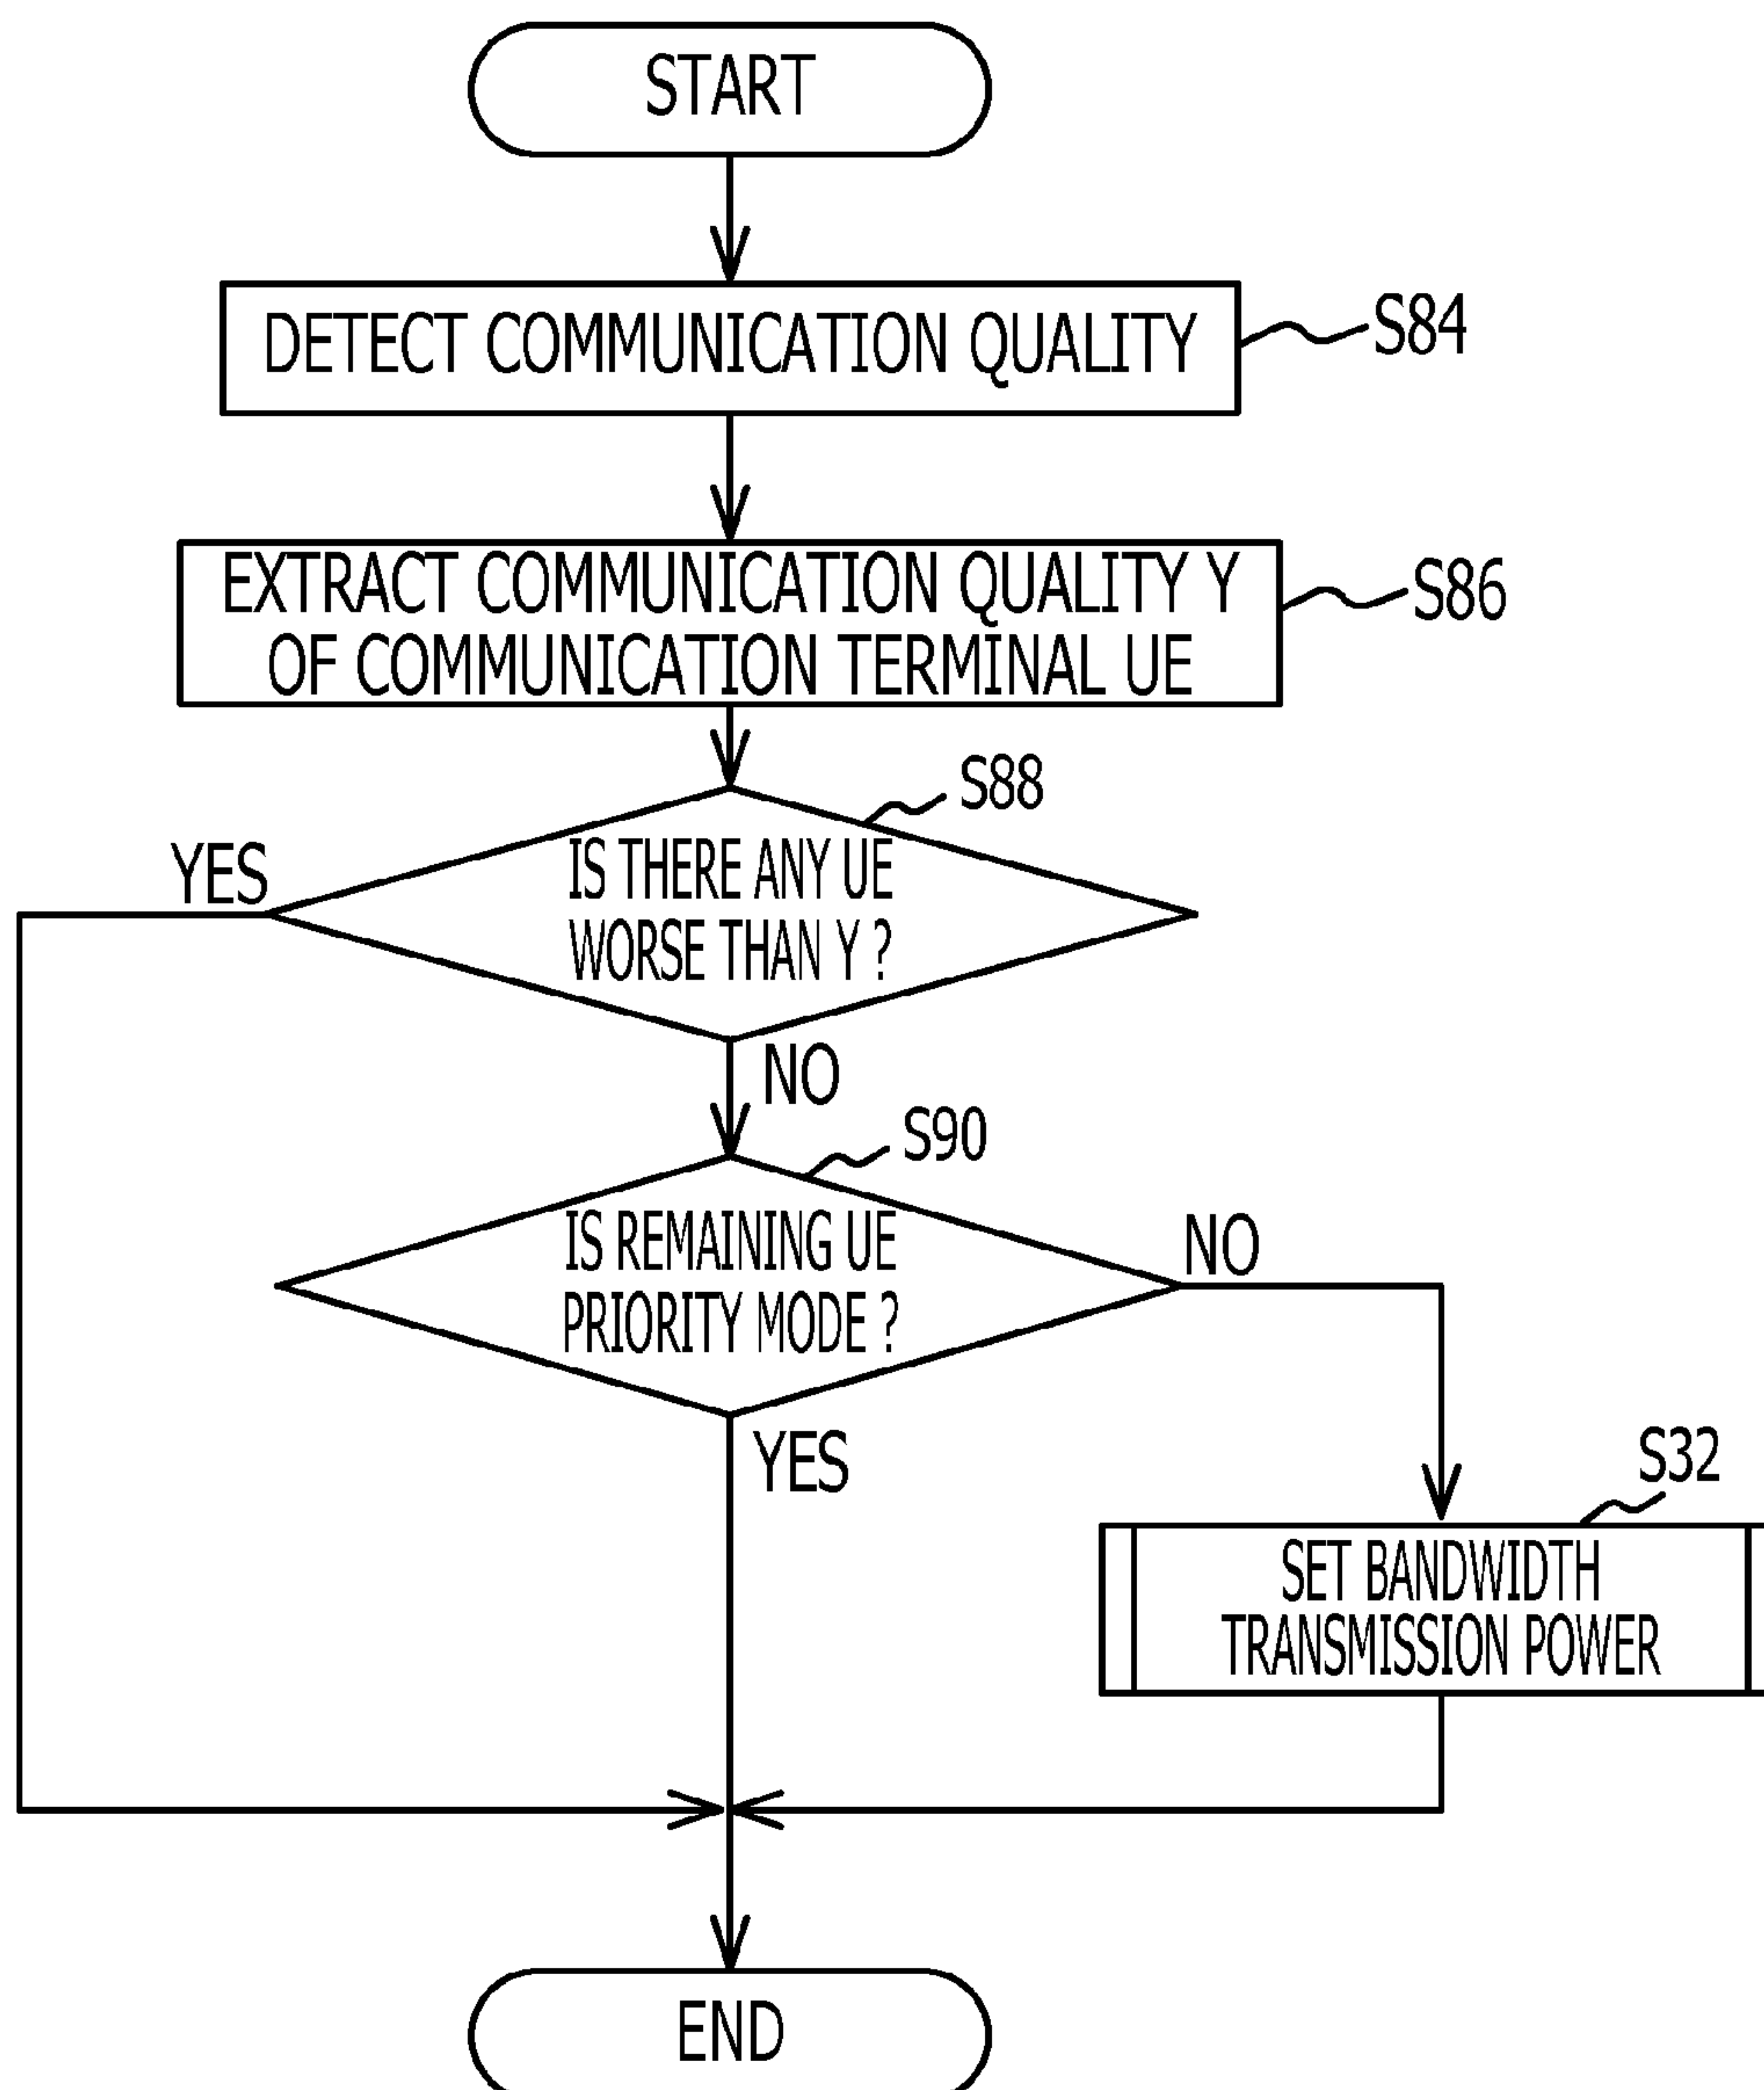 START
DETECT COMMUNICATION QUALITY
S84
EXTRACT COMMUNICATION QUALITY Y
OF COMMUNICATION TERMINAL UE
S86
S88
YES
IS THERE ANY UE
WORSE THAN Y ?
NO
S90
IS REMAINING UE
PRIORITY MODE ?
NO
YES
S32
SET BANDWIDTH
TRANSMISSION POWER
END